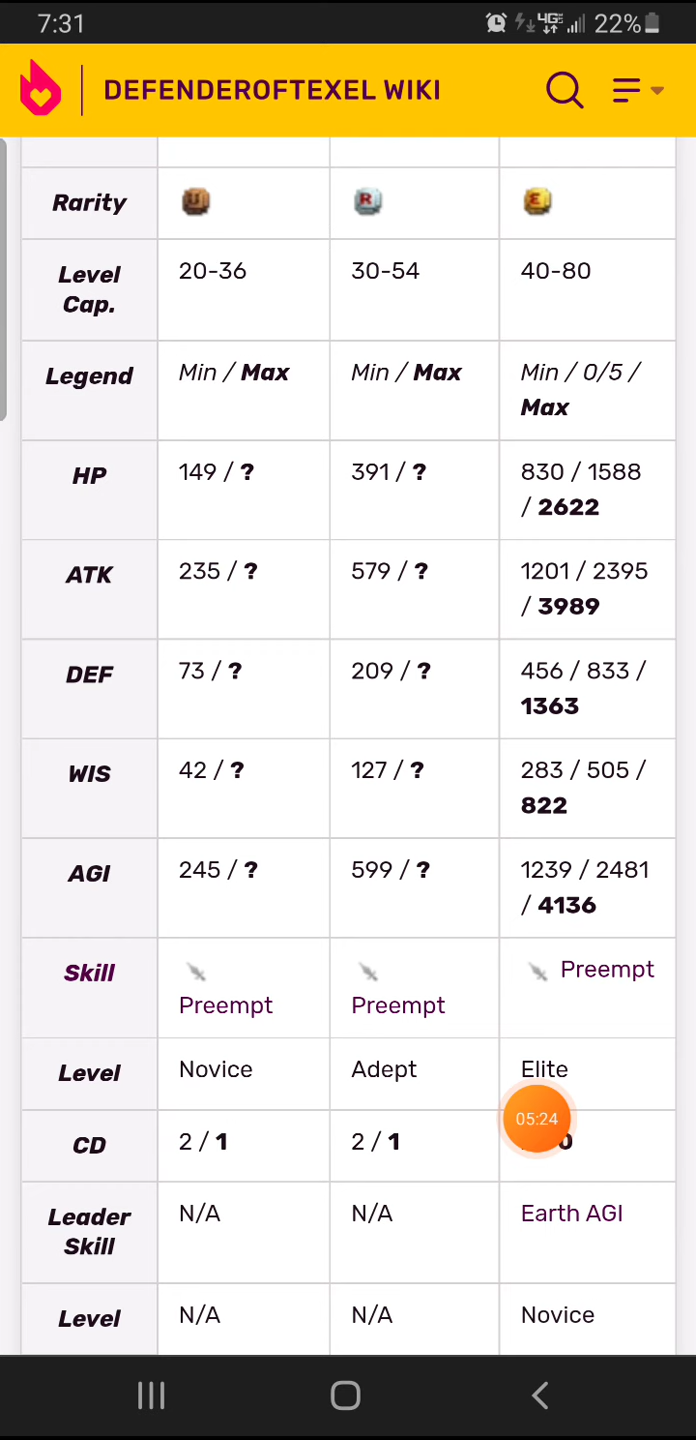 7:31 4G 22%
DEFENDEROFTEXEL WIKI
Rarity U R E
Level Cap. 20-36 30-54 40-80
Legend Min / Max Min / Max Min / 0/5 /
Max
HP 149 / ? 391 / ? 830 / 1588
/ 2622
ATK 235 / ? 579 / ? 1201 / 2395
/ 3989
DEF 73 / ? 209 / ? 456 / 833 /
1363
WIS 42 / ? 127 / ? 283 / 505 /
822
AGI 245 / ? 599 / ? 1239 / 2481
/ 4136
Skill Preempt Preempt Preempt
Level Novice Adept Elite
05:24
CD 2 / 1 2 / 1 0
Leader Skill N/A N/A Earth AGI
Level N/A N/A Novice